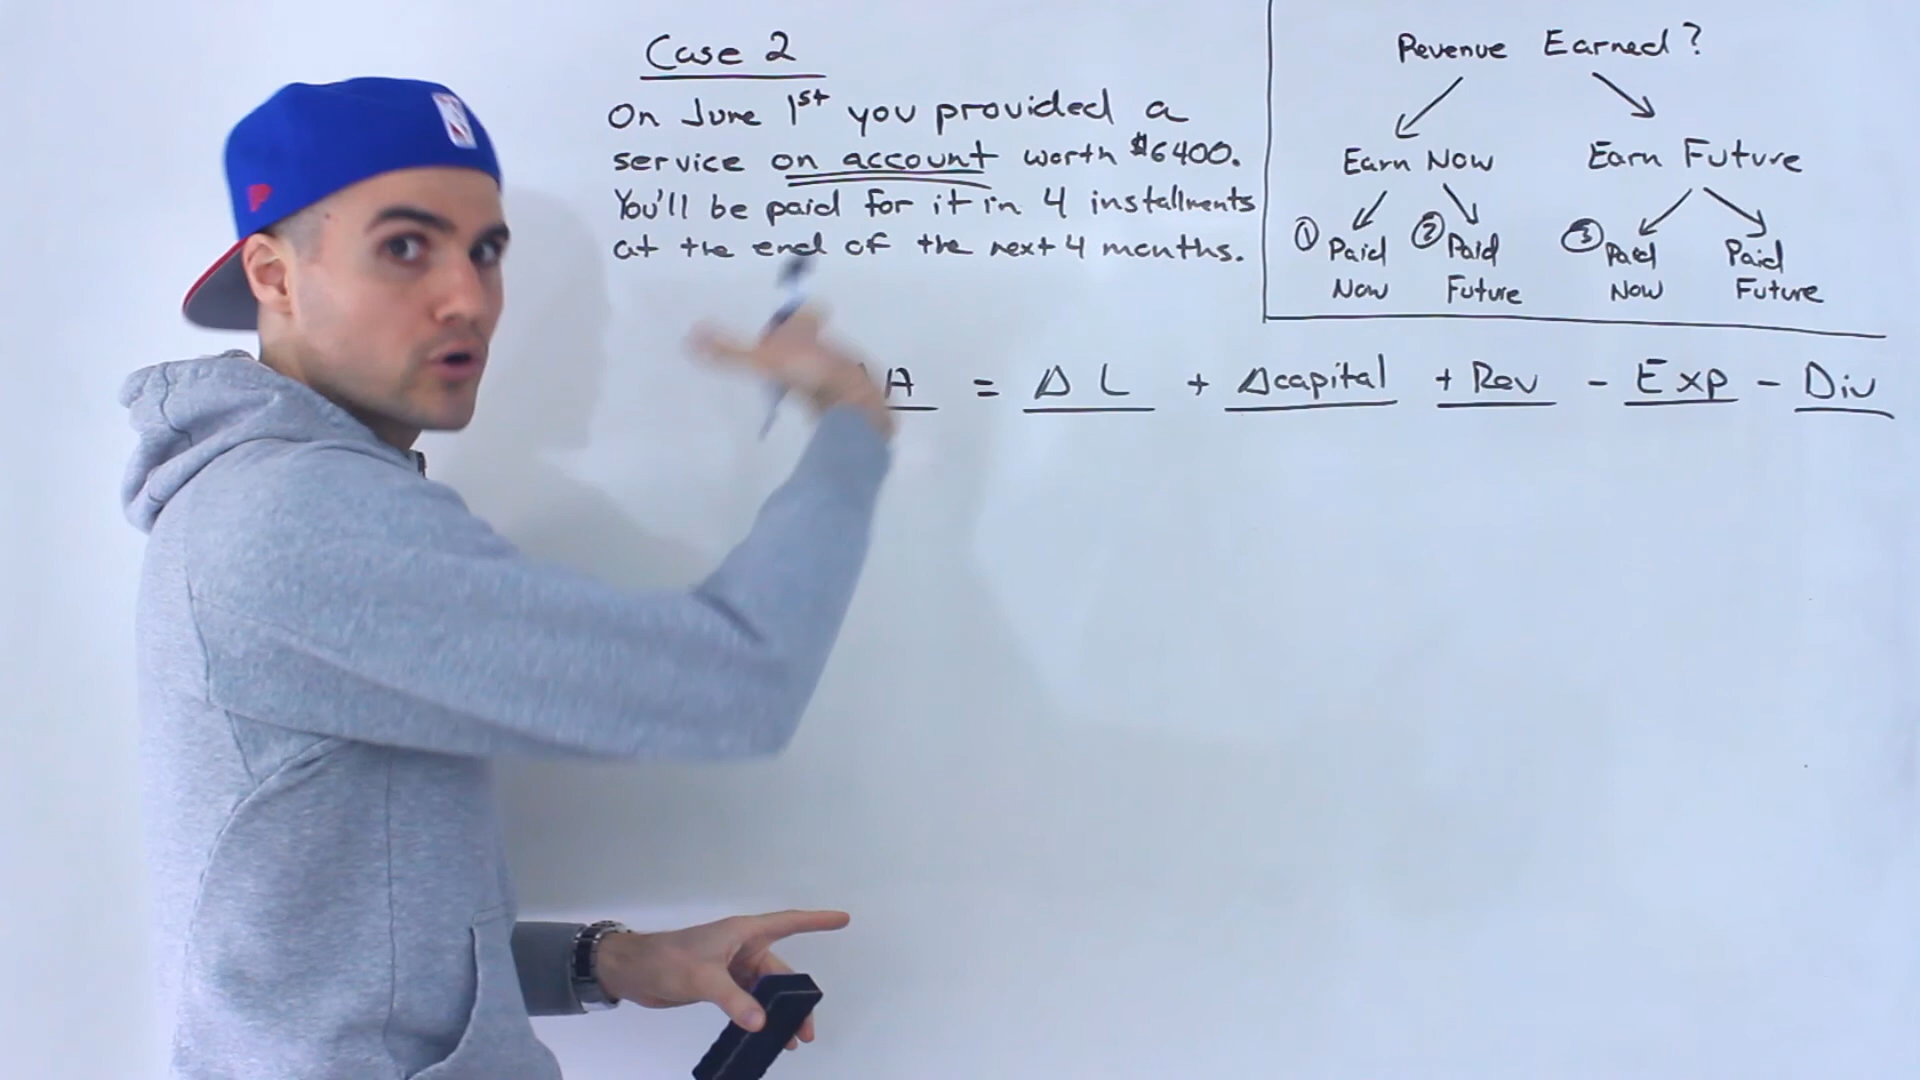 Case 2
On June 1st you provided a
service on account worth $6400.
You'll be paid for it in 4 installments
at the end of the next 4 months.
Revenue Earned?
Earn Now Earn Future
① Paid Now ② Paid Future ③ Paid Now Paid Future
A = Δ L + Δcapital + Rev - Exp - Div